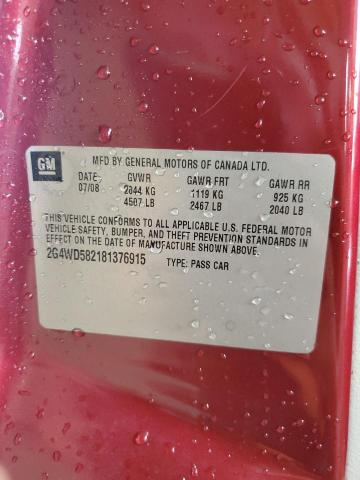 GM
MFD BY GENERAL MOTORS OF CANADA LTD.
DATE GVWR GAWR FRT GAWR RR
07/08 2044 KG 1119 KG 925 KG
4507 LB 2467 LB 2040 LB
THIS VEHICLE CONFORMS TO ALL APPLICABLE U.S. FEDERAL MOTOR
VEHICLE SAFETY, BUMPER, AND THEFT PREVENTION STANDARDS IN
EFFECT ON THE DATE OF MANUFACTURE SHOWN ABOVE.
2G4WD582181376915 TYPE: PASS CAR